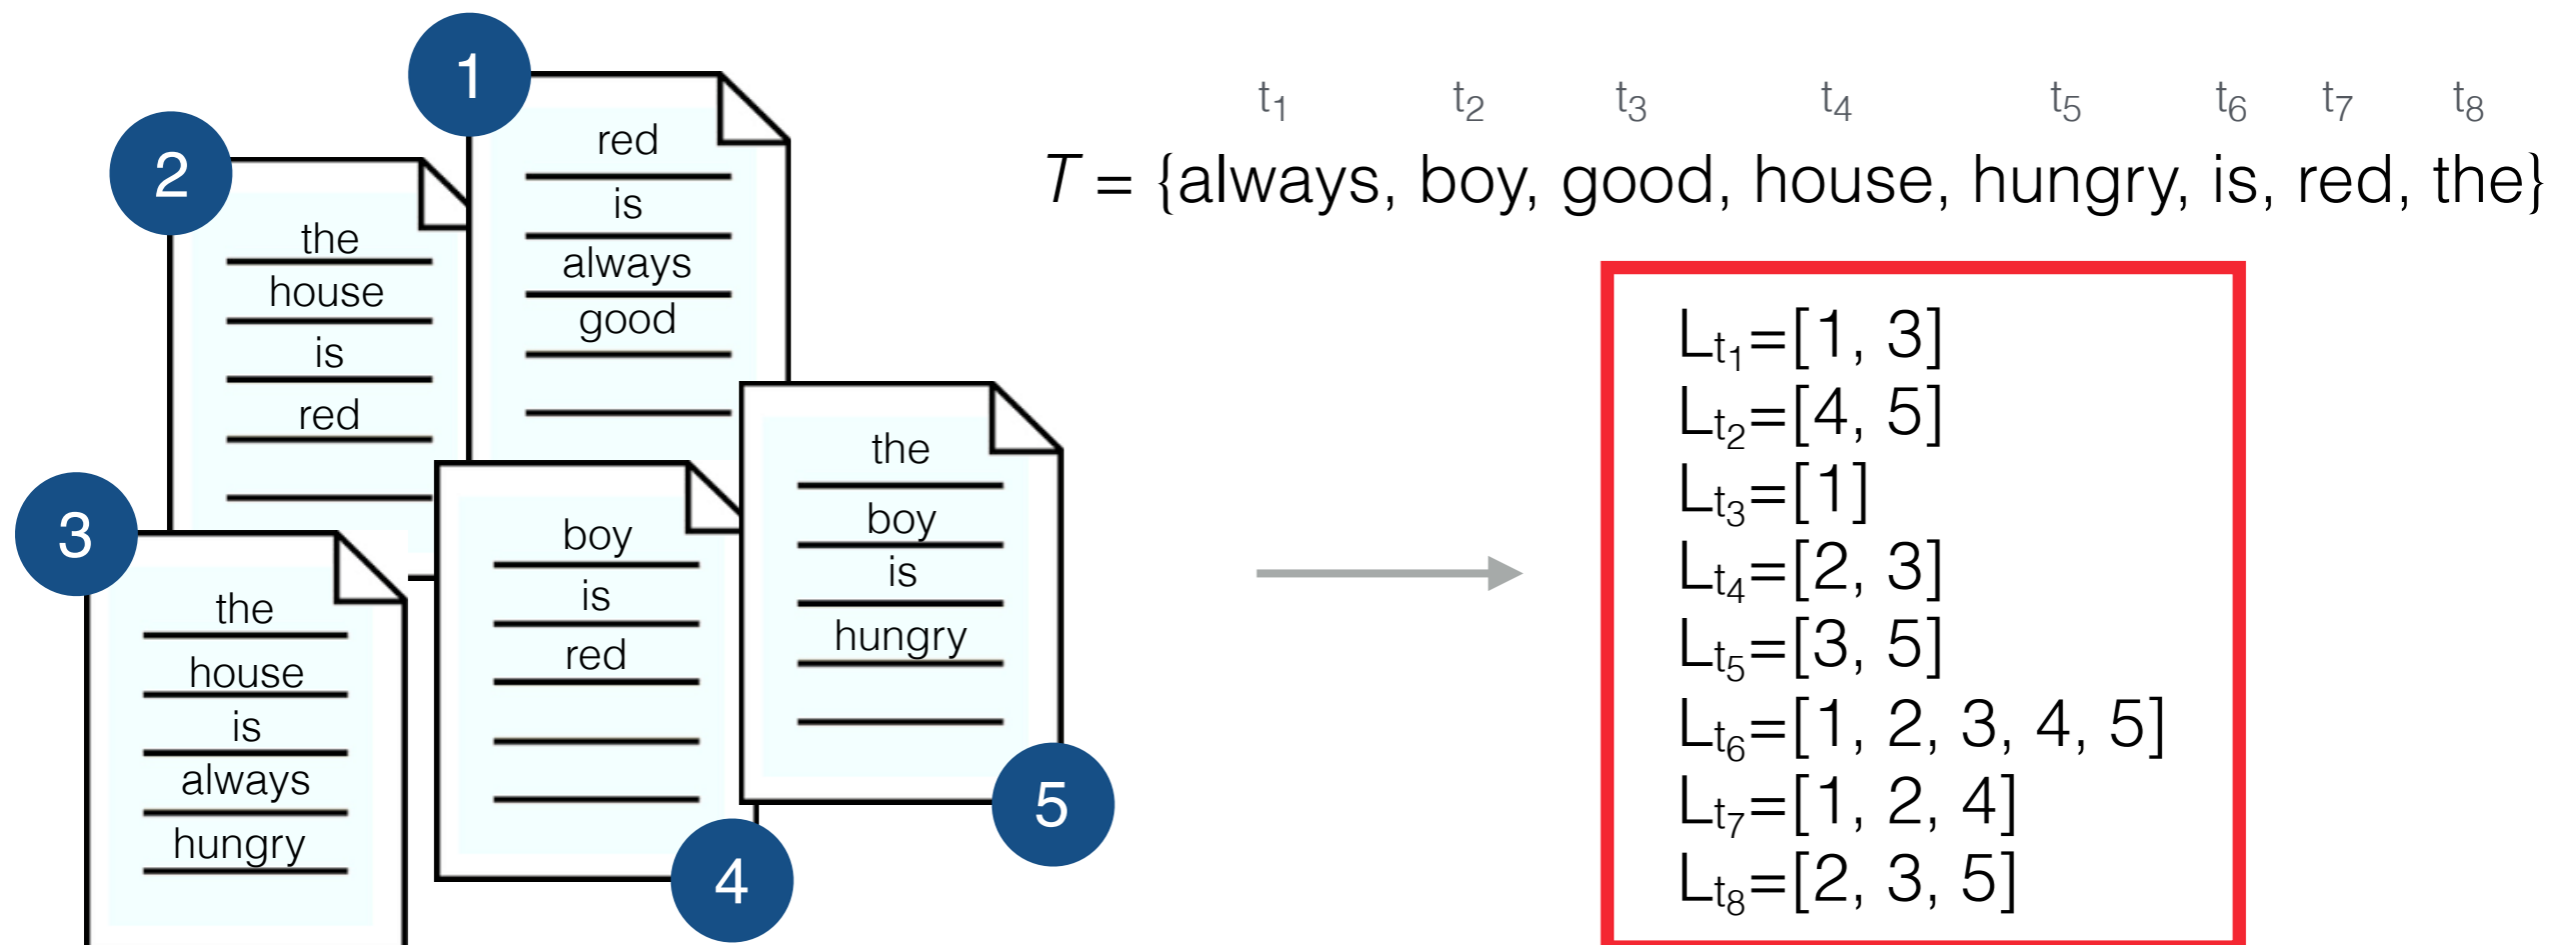 1
red
is
always
good
2
the
house
is
red
3
the
house
is
always
hungry
boy
is
red
4
the
boy
is
hungry
5
t₁ t₂ t₃ t₄ t₅ t₆ t₇ t₈
T = {always, boy, good, house, hungry, is, red, the}
Lt₁=[1, 3]
Lt₂=[4, 5]
Lt₃=[1]
Lt₄=[2, 3]
Lt₅=[3, 5]
Lt₆=[1, 2, 3, 4, 5]
Lt₇=[1, 2, 4]
Lt₈=[2, 3, 5]